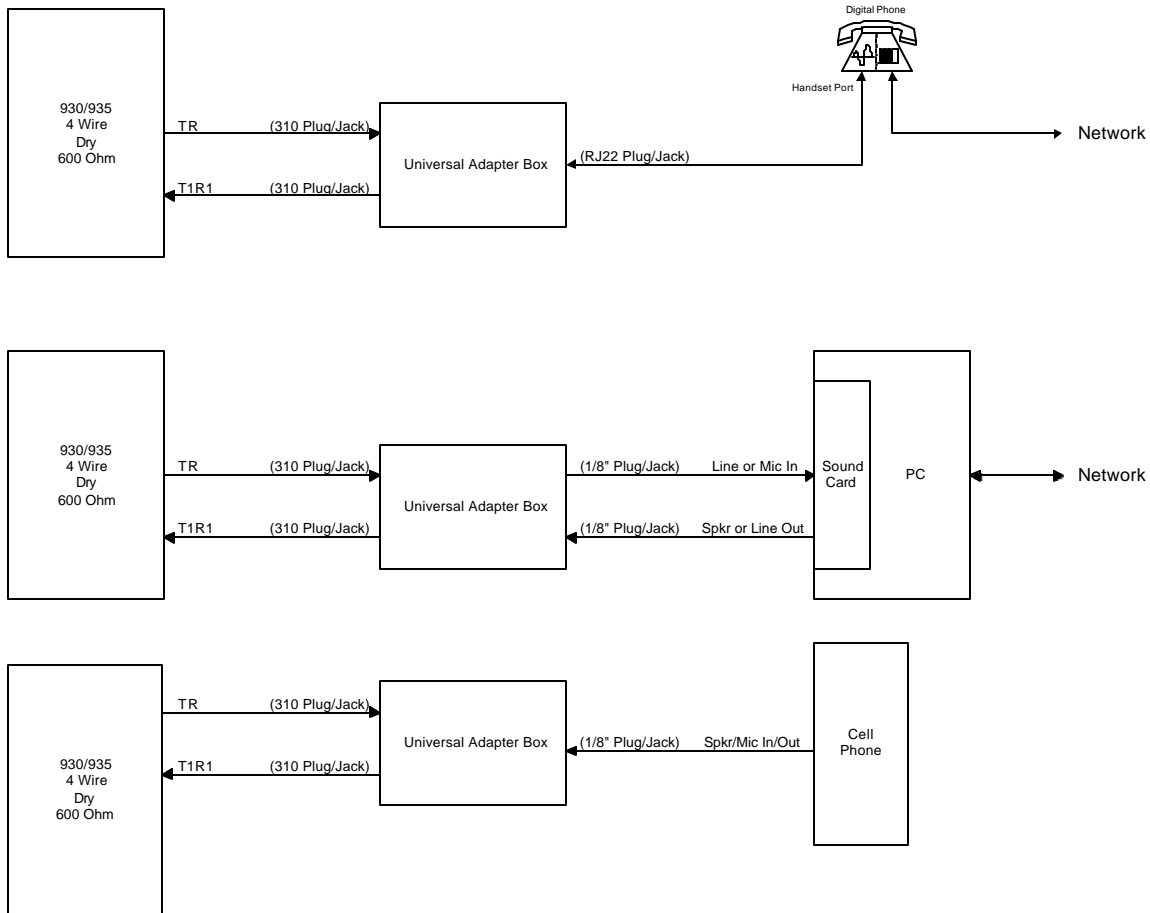 Digital Phone
Handset Port
930/935
4 Wire
Dry
600 Ohm
TR (310 Plug/Jack)
T1R1 (310 Plug/Jack)
Universal Adapter Box
(RJ22 Plug/Jack)
Network
930/935
4 Wire
Dry
600 Ohm
TR (310 Plug/Jack)
T1R1 (310 Plug/Jack)
Universal Adapter Box
(1/8" Plug/Jack) Line or Mic In
(1/8" Plug/Jack) Spkr or Line Out
Sound
Card
PC
Network
930/935
4 Wire
Dry
600 Ohm
TR (310 Plug/Jack)
T1R1 (310 Plug/Jack)
Universal Adapter Box
(1/8" Plug/Jack) Spkr/Mic In/Out
Cell
Phone